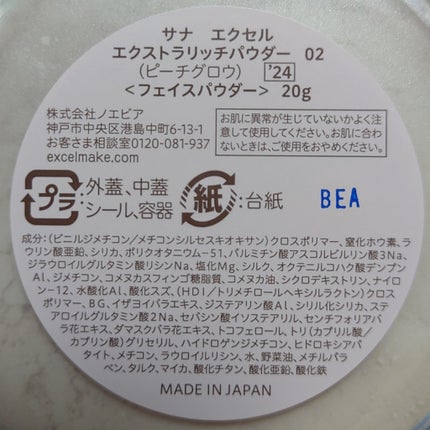 サナ エクセル
エクストラリッチパウダー 02
(ピーチグロウ) '24
<フェイスパウダー> 20g
株式会社ノエビア
神戸市中央区港島中町6-13-1
お客さま相談室0120-081-937
excelmake.com
お肌に異常が生じていないかよく注
意して使用してください。お肌に合わ
ないときは、ご使用をおやめください。
プラ :外蓋、中蓋
シール、容器
紙 :台紙
BEA
成分:(ビニルジメチコン/メチコンシルセスキオキサン)クロスポリマー、窒化ホウ素、ラ
ウリン酸亜鉛、シリカ、ポリクオタニウム-51、パルミチン酸アスコルビルリン酸3Na、
ジラウロイルグルタミン酸リシンNa、塩化Mg、シルク、オクテニルコハク酸デンプン
Al、ジメチコン、コメヌカスフィンゴ糖脂質、コメヌカ油、シクロデキストリン、ナイロ
ン-12、水酸化Al、酸化スズ、(HDI/トリメチロールヘキシルラクトン)クロス
ポリマー、BG、イザヨイバラエキス、ジステアリン酸Al、シリル化シリカ、ステ
アロイルグルタミン酸2Na、セバシン酸イソステアリル、センチフォリアバ
ラ花エキス、ダマスクバラ花エキス、トコフェロール、トリ(カプリル酸/
カプリン酸)グリセリル、ハイドロゲンジメチコン、ヒドロキシアパ
タイト、メチコン、ラウロイルリシン、水、野菜油、メチルパラ
ベン、タルク、マイカ、酸化チタン、酸化亜鉛、酸化鉄
MADE IN JAPAN